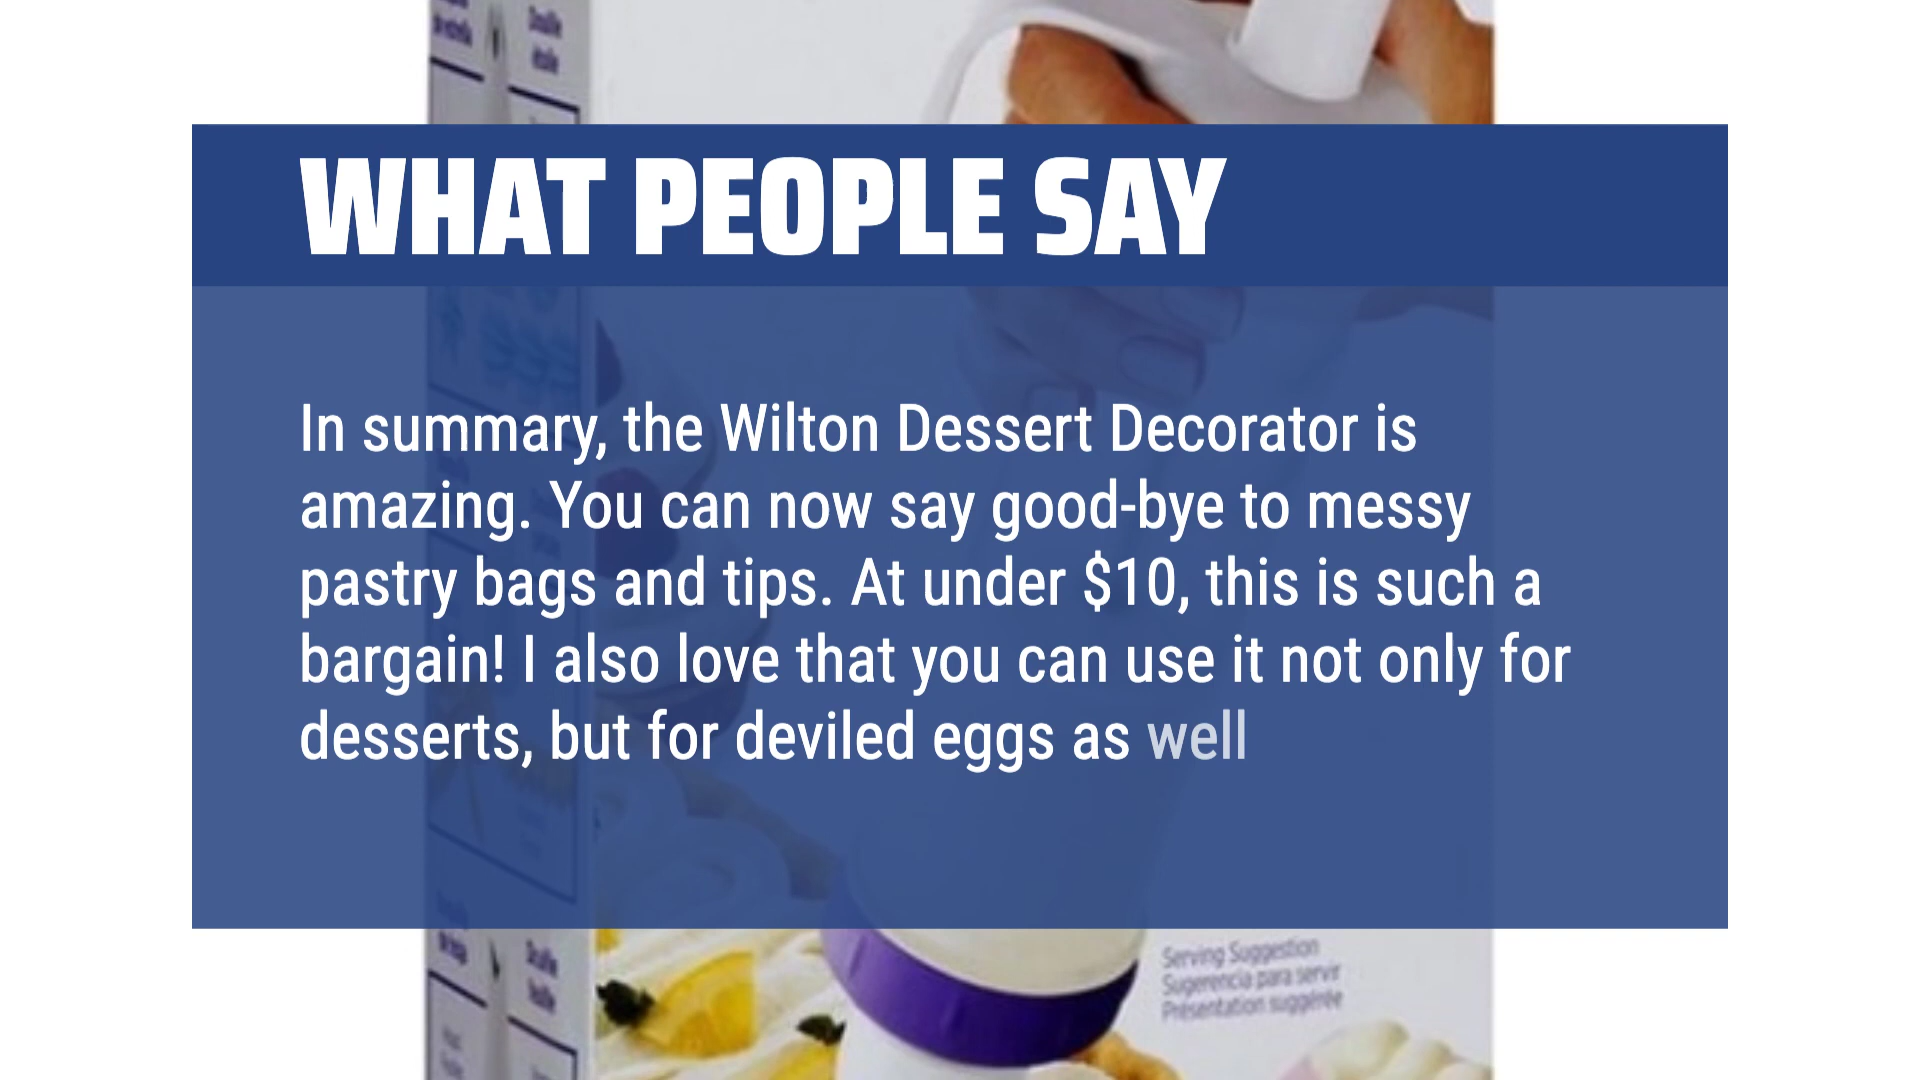 Double
étoile
WHAT PEOPLE SAY
In summary, the Wilton Dessert Decorator is
amazing. You can now say good-bye to messy
pastry bags and tips. At under $10, this is such a
bargain! I also love that you can use it not only for
desserts, but for deviled eggs as well
Serving Suggestion
Sugerencia para servir
Présentation suggérée